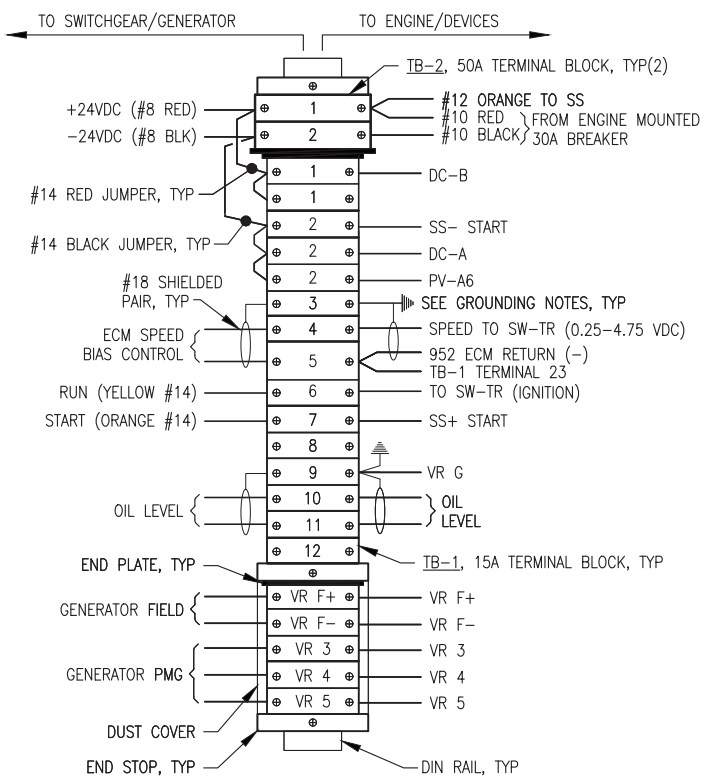 TO SWITCHGEAR/GENERATOR
TO ENGINE/DEVICES
TB-2, 50A TERMINAL BLOCK, TYP(2)
+24VDC (#8 RED)
1
#12 ORANGE TO SS
#10 RED
FROM ENGINE MOUNTED
-24VDC (#8 BLK)
2
#10 BLACK
30A BREAKER
1
DC-B
#14 RED JUMPER, TYP
1
2
SS- START
#14 BLACK JUMPER, TYP
2
DC-A
2
PV-A6
#18 SHIELDED
PAIR, TYP
3
SEE GROUNDING NOTES, TYP
ECM SPEED
BIAS CONTROL
4
SPEED TO SW-TR (0.25-4.75 VDC)
5
952 ECM RETURN (-)
TB-1 TERMINAL 23
RUN (YELLOW #14)
6
TO SW-TR (IGNITION)
START (ORANGE #14)
7
SS+ START
8
9
VR G
OIL LEVEL
10
11
OIL
LEVEL
12
TB-1, 15A TERMINAL BLOCK, TYP
END PLATE, TYP
GENERATOR FIELD
VR F+
VR F+
VR F-
VR F-
GENERATOR PMG
VR 3
VR 3
VR 4
VR 4
VR 5
VR 5
DUST COVER
END STOP, TYP
DIN RAIL, TYP